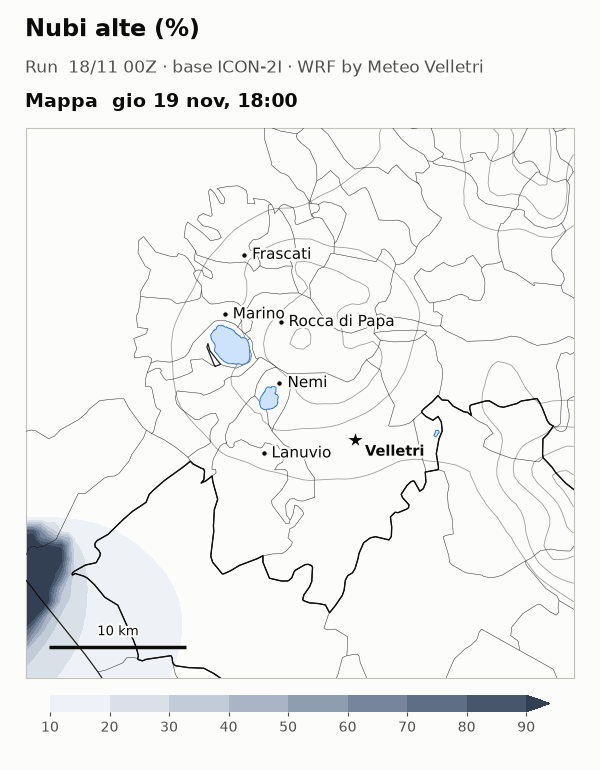 Nubi alte (%)
Run  18/11 00Z · base ICON-2I · WRF by Meteo Velletri
Mappa  gio 19 nov, 18:00
Frascati
Marino
Rocca di Papa
Nemi
Velletri
Lanuvio
10 km
10 20 30 40 50 60 70 80 90